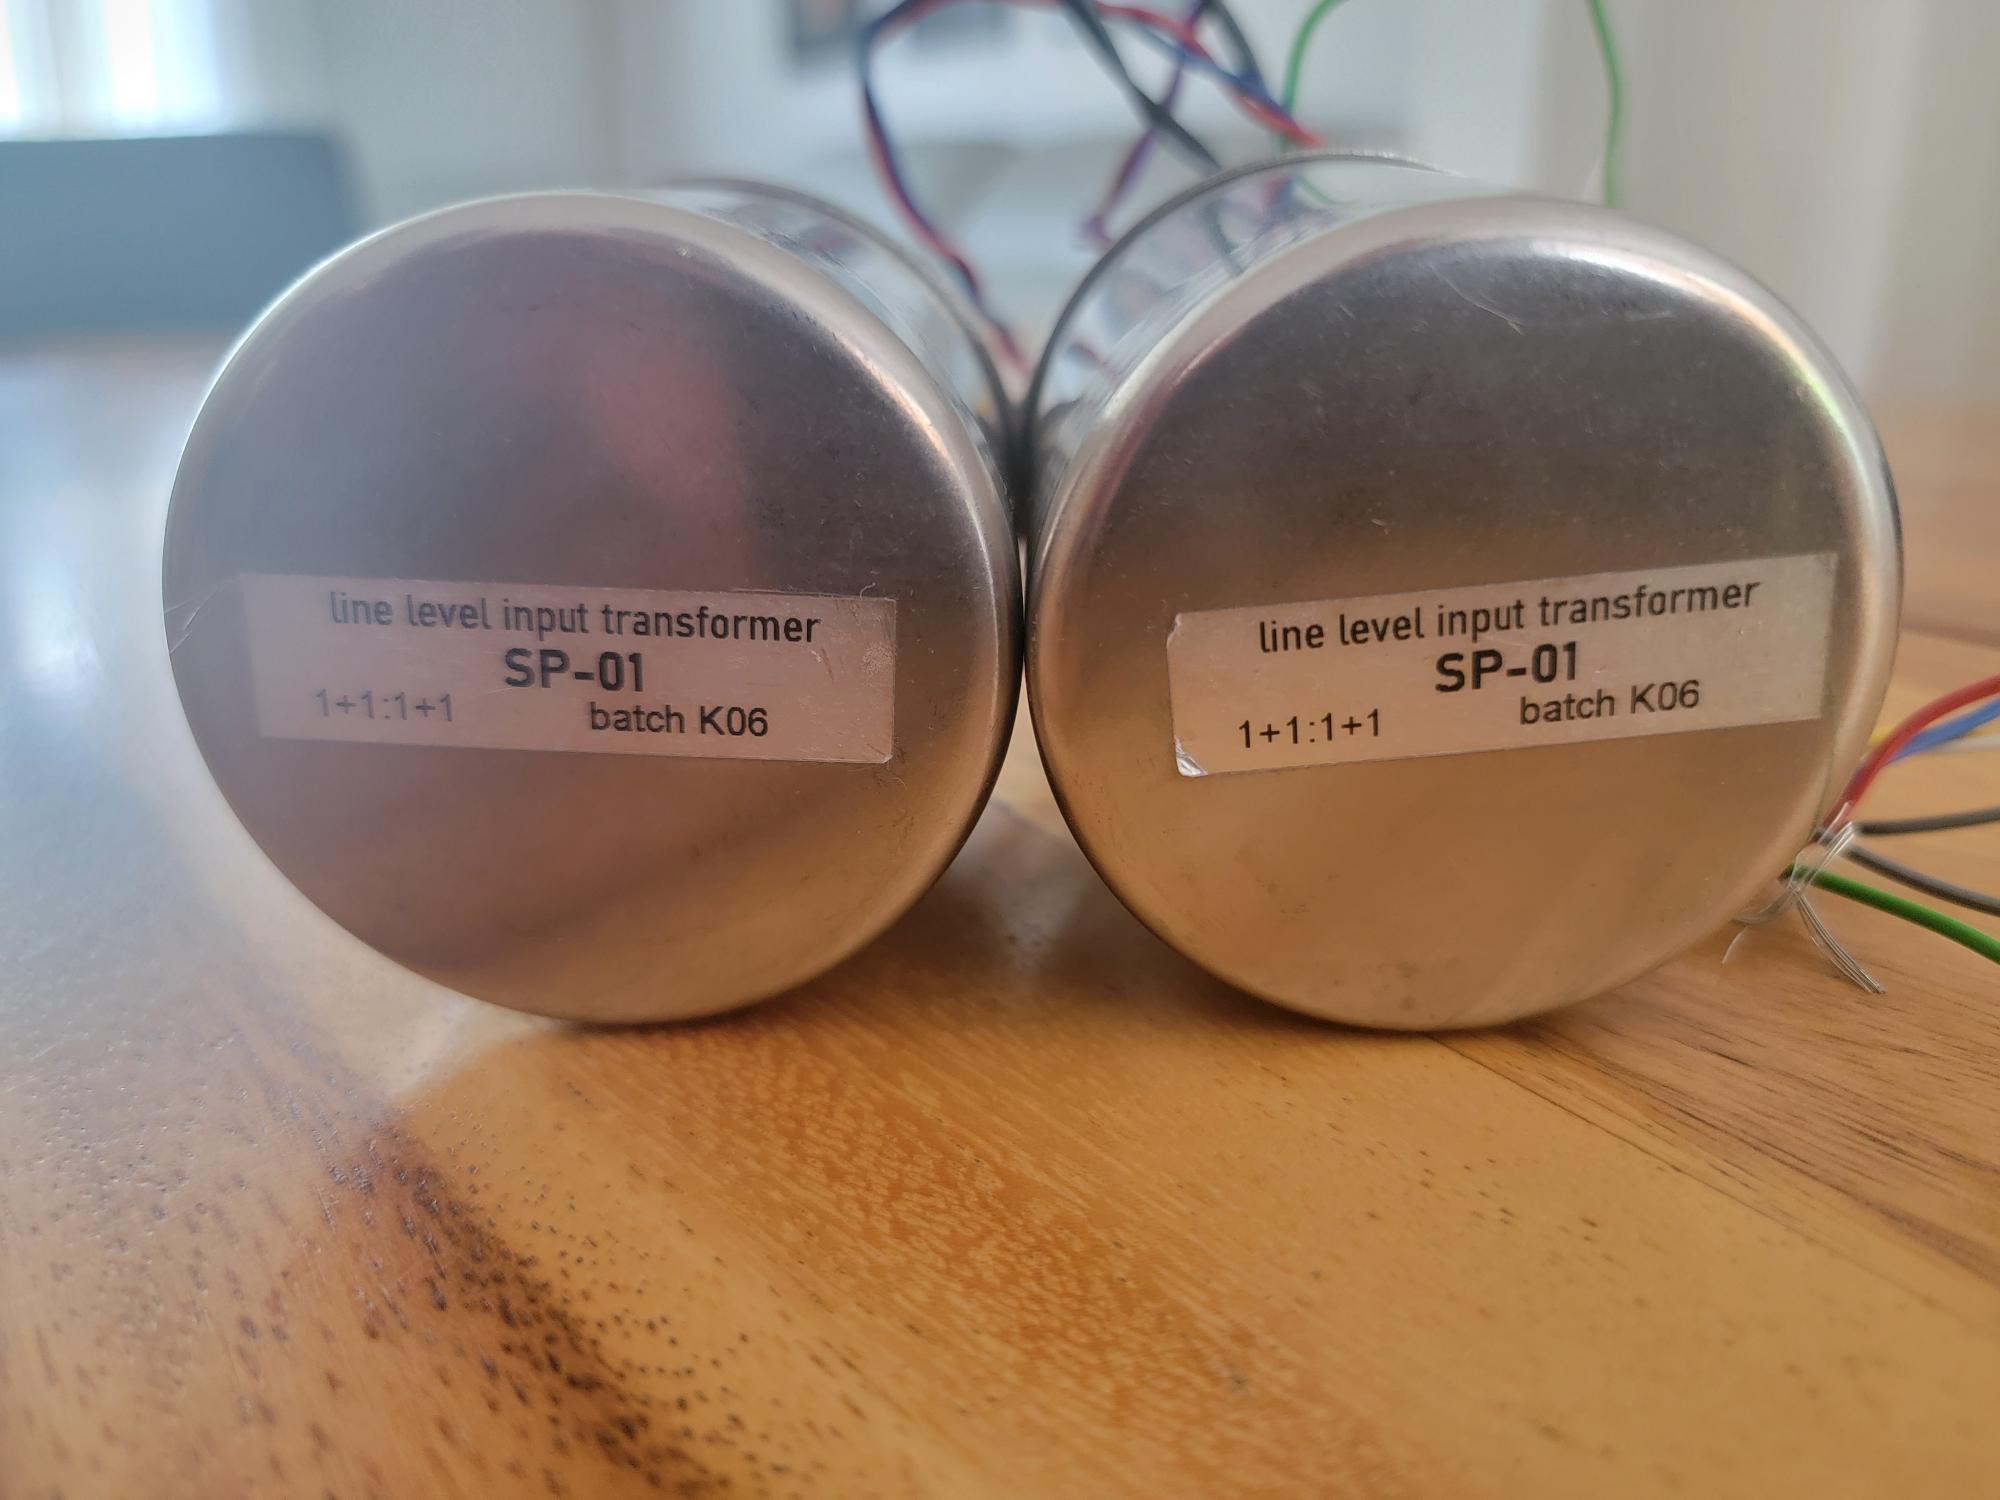 line level input transformer
SP-01
1+1:1+1 batch K06
line level input transformer
SP-01
1+1:1+1 batch K06